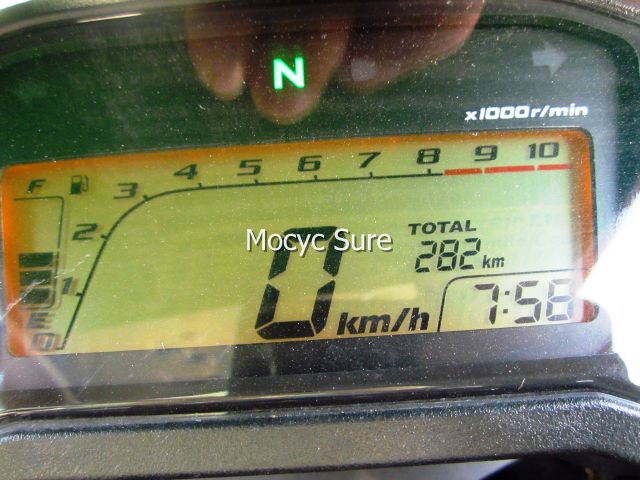 N
x1000r/min
F 3 4 5 6 7 8 9 10
2
Mocyc Sure
TOTAL
282 km
1
0 km/h
7:58
E
0